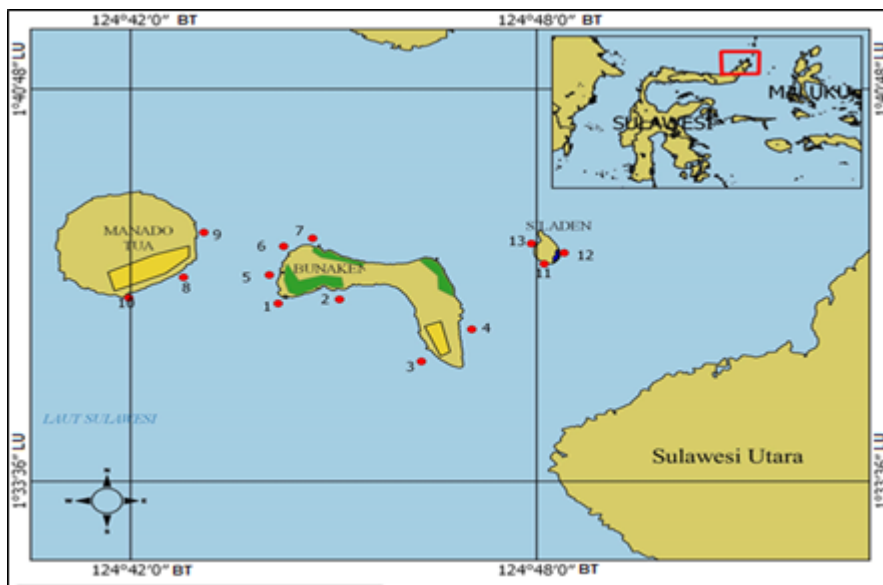 124°42'0" BT
124°48'0" BT
1°40'48" LU
1°40'48" LU
SULAWESI
MALUKU
MANADO
TUA
9
6
7
BUNAKEN
5
8
10
1
2
3
4
SILADEN
13
12
11
LAUT SULAWESI
Sulawesi Utara
1°33'36" LU
1°33'36" LU
N
W
S
124°42'0" BT
124°48'0" BT